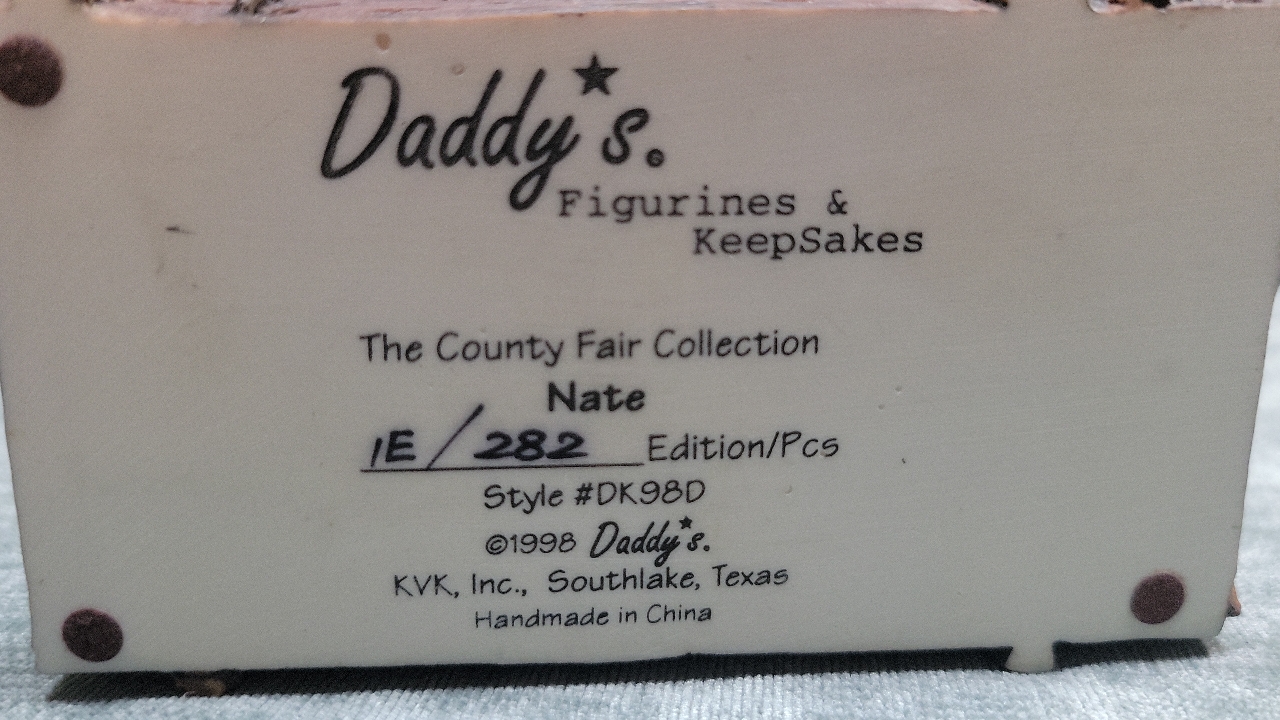 Daddy★s.
Figurines &
KeepSakes
The County Fair Collection
Nate
1E/282 Edition/Pcs
Style #DK98D
©1998 Daddy★s.
KVK, Inc., Southlake, Texas
Handmade in China